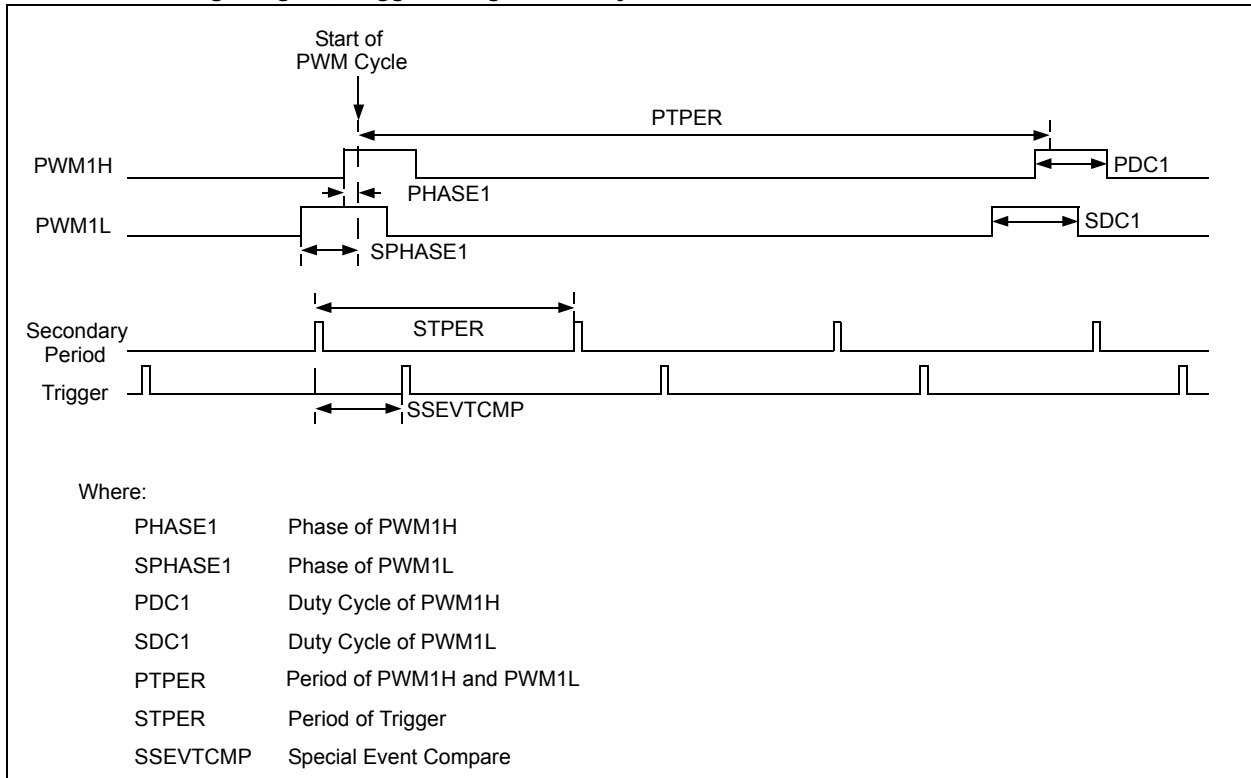 Start of
PWM Cycle
PTPER
PWM1H
PDC1
PHASE1
PWM1L
SDC1
SPHASE1
Secondary
Period
STPER
Trigger
SSEVTCMP
Where:
PHASE1 Phase of PWM1H
SPHASE1 Phase of PWM1L
PDC1 Duty Cycle of PWM1H
SDC1 Duty Cycle of PWM1L
PTPER Period of PWM1H and PWM1L
STPER Period of Trigger
SSEVTCMP Special Event Compare